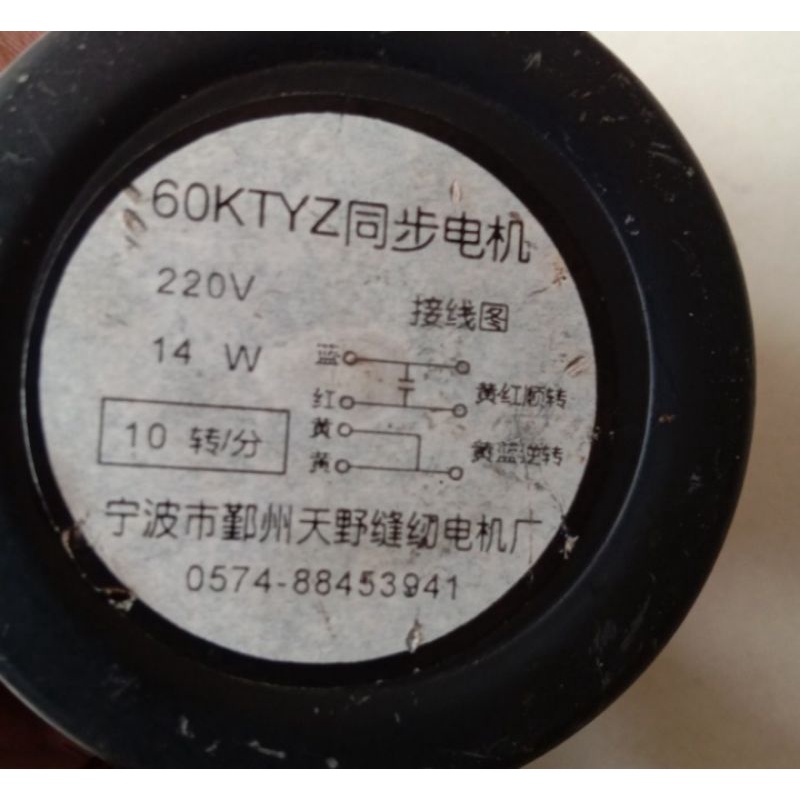 60KTYZ同步电机
220V
接线图
14 W
蓝
红
黄红顺转
10 转/分
黄
黄蓝逆转
黄
宁波市鄞州天野缝纫电机厂
0574-88453941